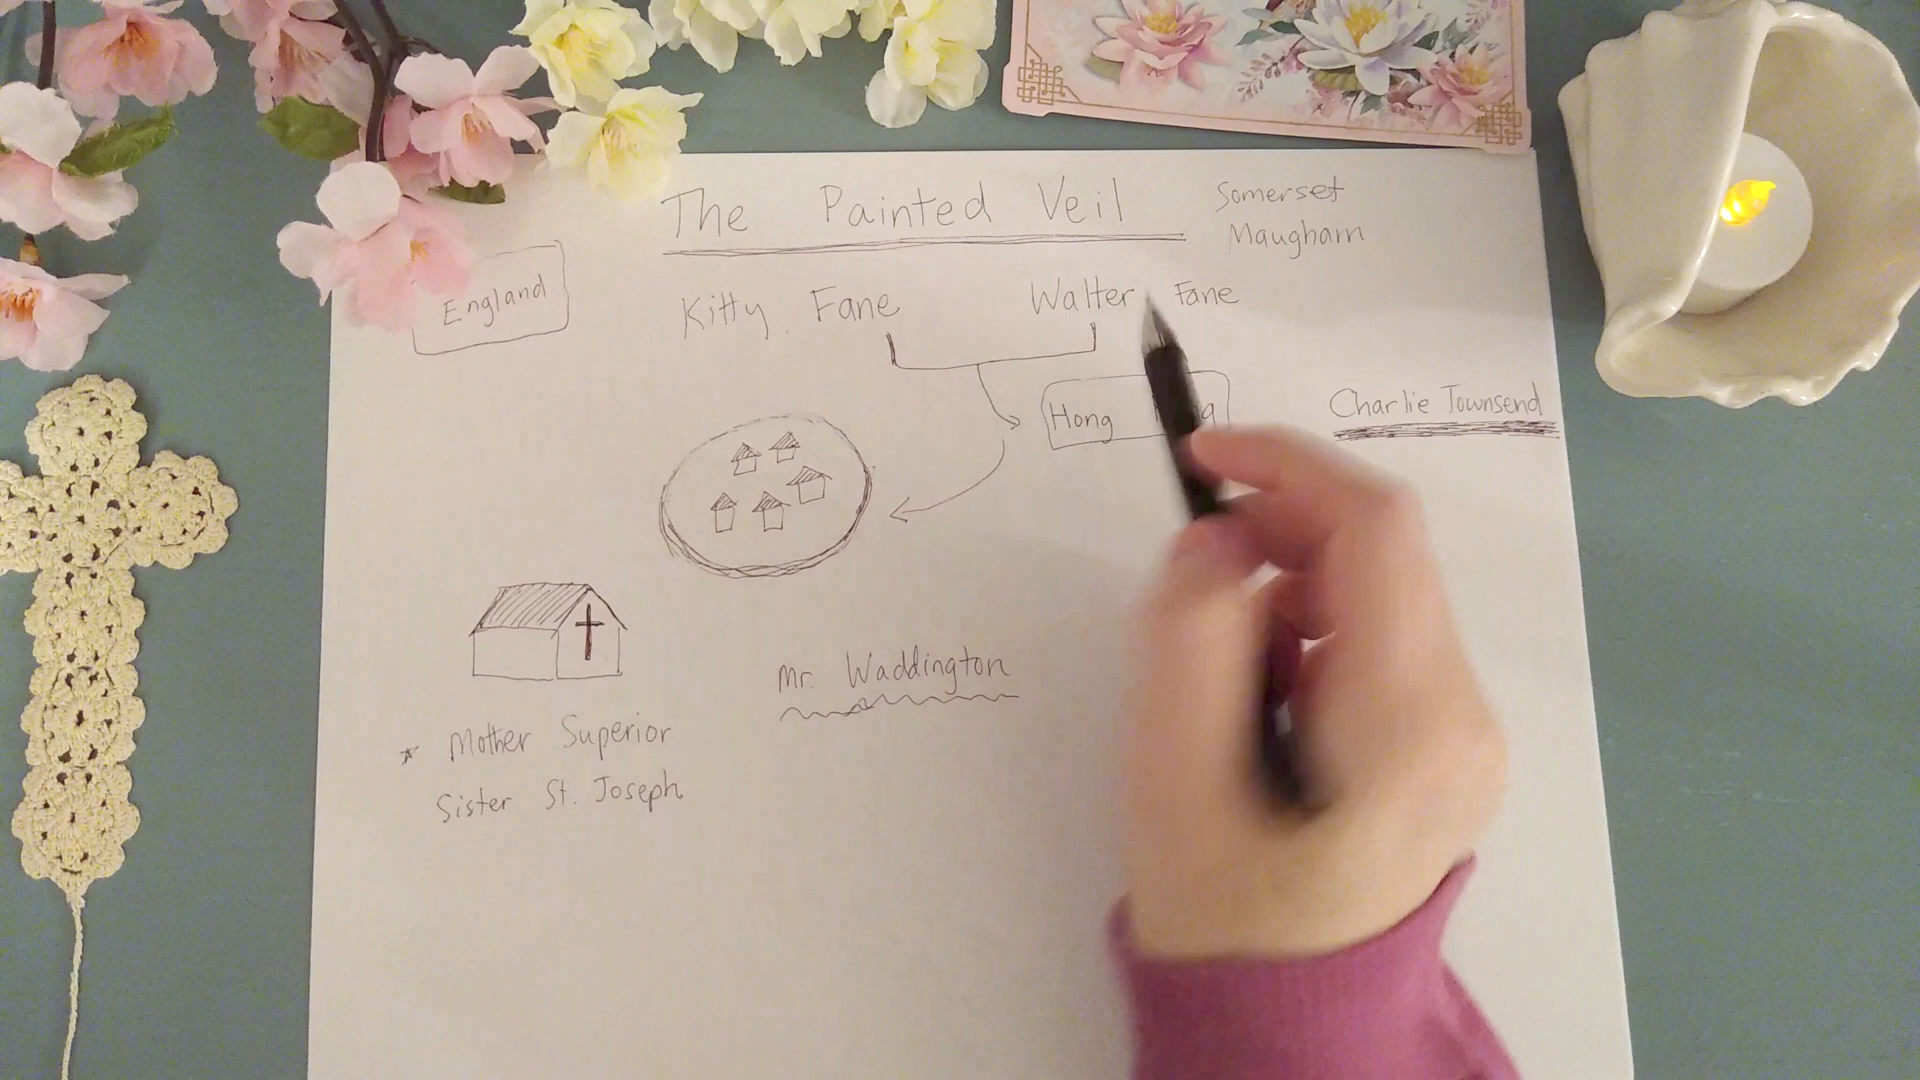 The Painted Veil
Somerset
Maugham
England
Kitty Fane
Walter Fane
Hong
Charlie Townsend
Mr. Waddington
* Mother Superior
Sister St. Joseph